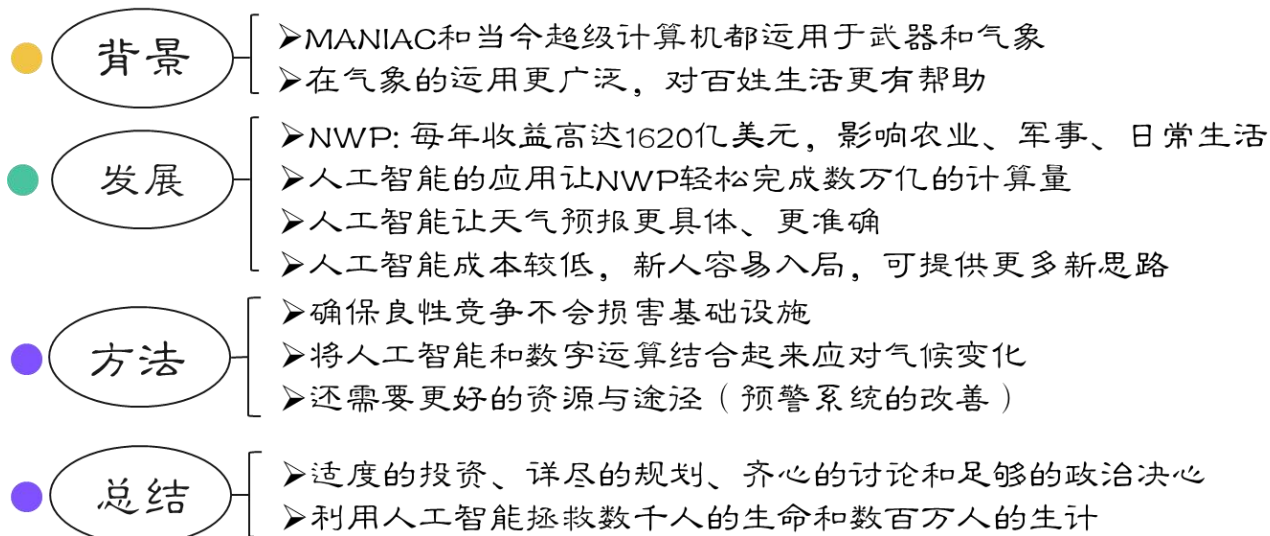 背景
➢MANIAC和当今超级计算机都运用于武器和气象
➢在气象的运用更广泛，对百姓生活更有帮助
发展
➢NWP: 每年收益高达1620亿美元，影响农业、军事、日常生活
➢人工智能的应用让NWP轻松完成数万亿的计算量
➢人工智能让天气预报更具体、更准确
➢人工智能成本较低，新人容易入局，可提供更多新思路
方法
➢确保良性竞争不会损害基础设施
➢将人工智能和数字运算结合起来应对气候变化
➢还需要更好的资源与途径（预警系统的改善）
总结
➢适度的投资、详尽的规划、齐心的讨论和足够的政治决心
➢利用人工智能拯救数千人的生命和数百万人的生计